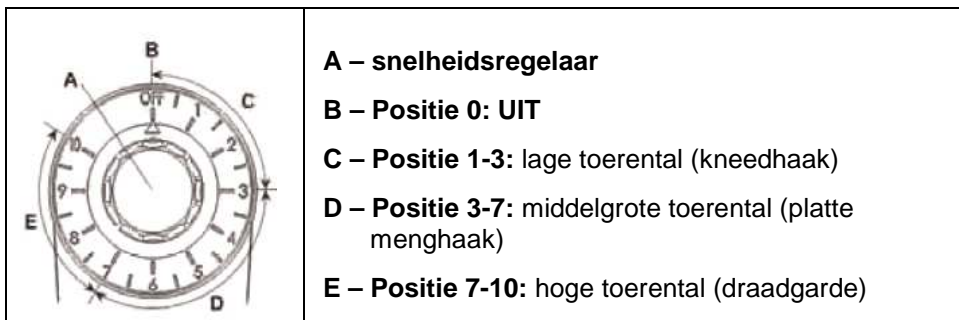 B
A
C
OFF
1
2
3
4
5
6
7
8
9
10
E
D
A – snelheidsregelaar
B – Positie 0: UIT
C – Positie 1-3: lage toerental (kneedhaak)
D – Positie 3-7: middelgrote toerental (platte
menghaak)
E – Positie 7-10: hoge toerental (draadgarde)